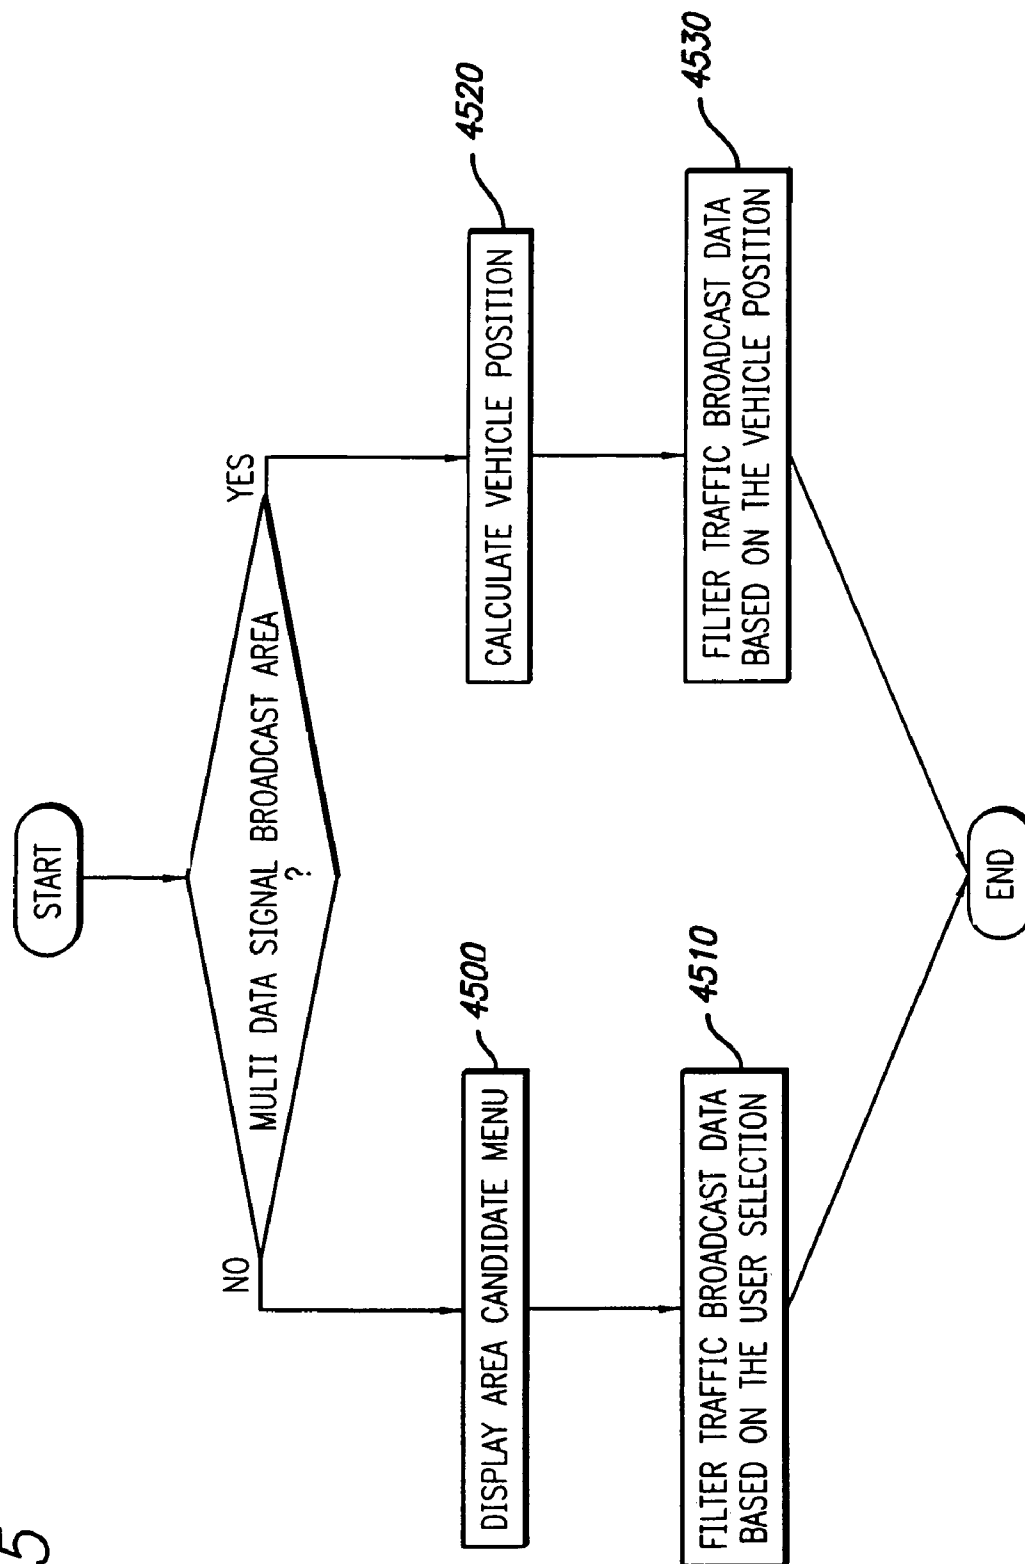 START
MULTI DATA SIGNAL BROADCAST AREA
?
NO
YES
DISPLAY AREA CANDIDATE MENU
4500
FILTER TRAFFIC BROADCAST DATA
BASED ON THE USER SELECTION
4510
CALCULATE VEHICLE POSITION
4520
FILTER TRAFFIC BROADCAST DATA
BASED ON THE VEHICLE POSITION
4530
END
5